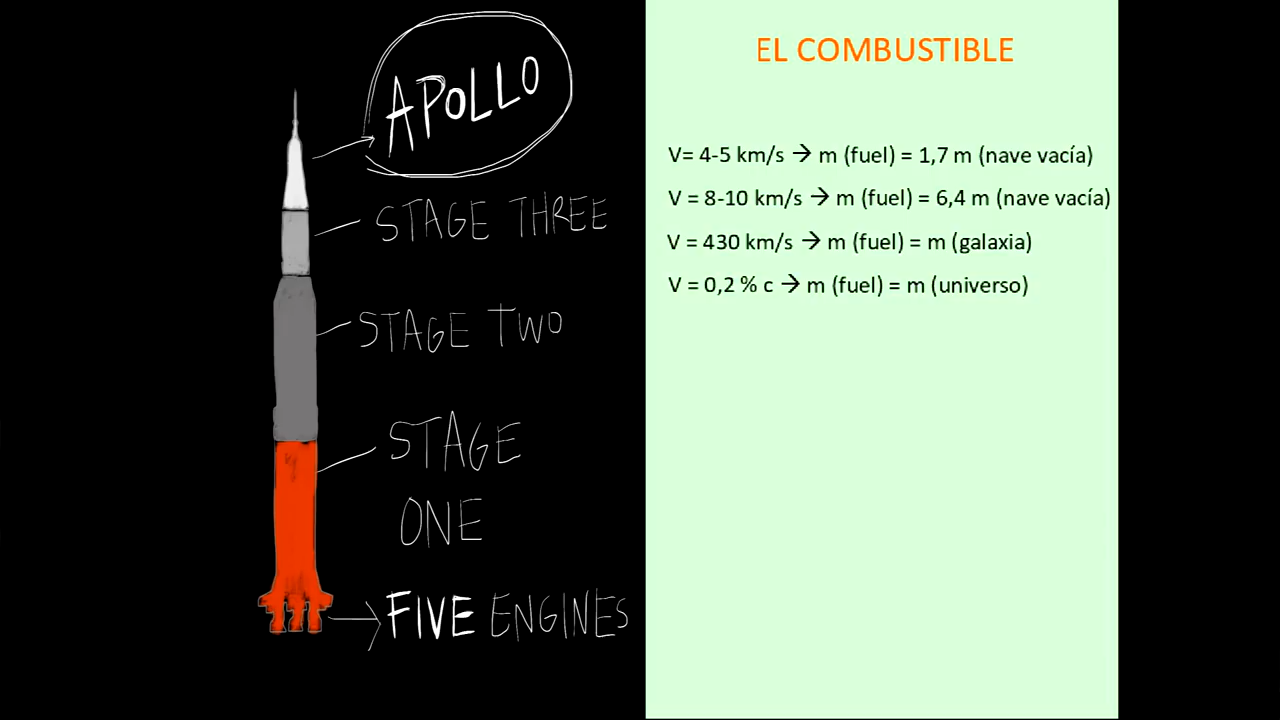 APOLLO
STAGE THREE
STAGE TWO
STAGE
ONE
FIVE ENGINES
EL COMBUSTIBLE
V= 4-5 km/s → m (fuel) = 1,7 m (nave vacía)
V = 8-10 km/s → m (fuel) = 6,4 m (nave vacía)
V = 430 km/s → m (fuel) = m (galaxia)
V = 0,2 % c → m (fuel) = m (universo)